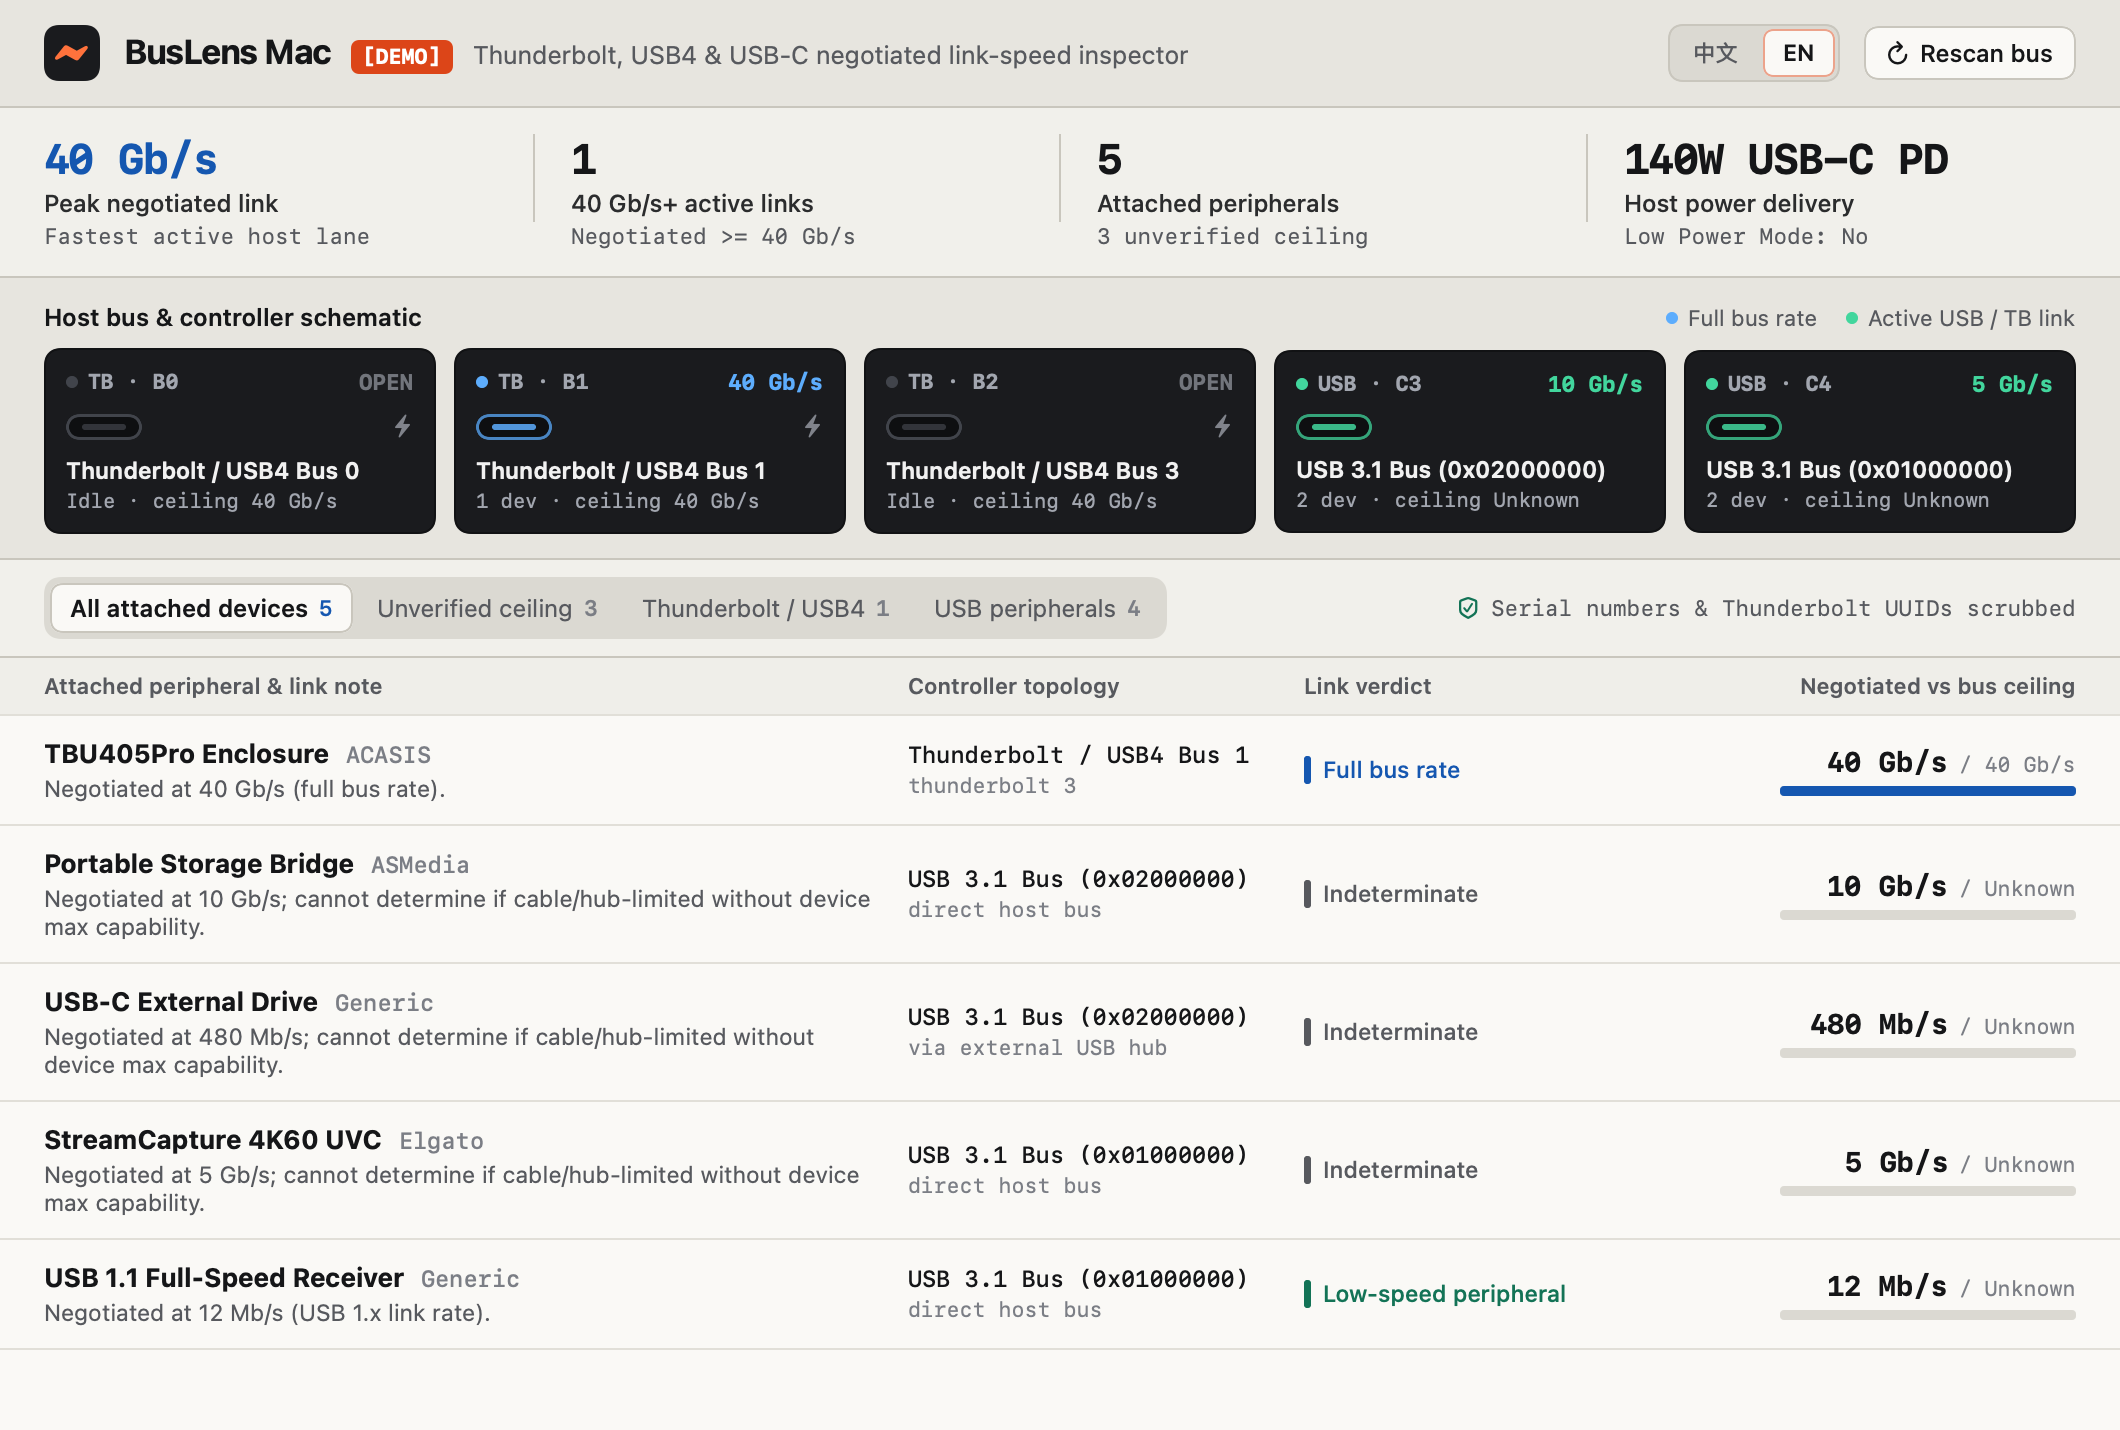 BusLens Mac [DEMO] Thunderbolt, USB4 & USB-C negotiated link-speed inspector 中文 EN Rescan bus
40 Gb/s
Peak negotiated link
Fastest active host lane
1
40 Gb/s+ active links
Negotiated >= 40 Gb/s
5
Attached peripherals
3 unverified ceiling
140W USB-C PD
Host power delivery
Low Power Mode: No
Host bus & controller schematic
Full bus rate Active USB / TB link
TB · B0 OPEN
Thunderbolt / USB4 Bus 0
Idle · ceiling 40 Gb/s
TB · B1 40 Gb/s
Thunderbolt / USB4 Bus 1
1 dev · ceiling 40 Gb/s
TB · B2 OPEN
Thunderbolt / USB4 Bus 3
Idle · ceiling 40 Gb/s
USB · C3 10 Gb/s
USB 3.1 Bus (0x02000000)
2 dev · ceiling Unknown
USB · C4 5 Gb/s
USB 3.1 Bus (0x01000000)
2 dev · ceiling Unknown
All attached devices 5 Unverified ceiling 3 Thunderbolt / USB4 1 USB peripherals 4
Serial numbers & Thunderbolt UUIDs scrubbed
Attached peripheral & link note Controller topology Link verdict Negotiated vs bus ceiling
TBU405Pro Enclosure ACASIS
Negotiated at 40 Gb/s (full bus rate).
Thunderbolt / USB4 Bus 1
thunderbolt 3
Full bus rate
40 Gb/s / 40 Gb/s
Portable Storage Bridge ASMedia
Negotiated at 10 Gb/s; cannot determine if cable/hub-limited without device
max capability.
USB 3.1 Bus (0x02000000)
direct host bus
Indeterminate
10 Gb/s / Unknown
USB-C External Drive Generic
Negotiated at 480 Mb/s; cannot determine if cable/hub-limited without
device max capability.
USB 3.1 Bus (0x02000000)
via external USB hub
Indeterminate
480 Mb/s / Unknown
StreamCapture 4K60 UVC Elgato
Negotiated at 5 Gb/s; cannot determine if cable/hub-limited without device
max capability.
USB 3.1 Bus (0x01000000)
direct host bus
Indeterminate
5 Gb/s / Unknown
USB 1.1 Full-Speed Receiver Generic
Negotiated at 12 Mb/s (USB 1.x link rate).
USB 3.1 Bus (0x01000000)
direct host bus
Low-speed peripheral
12 Mb/s / Unknown